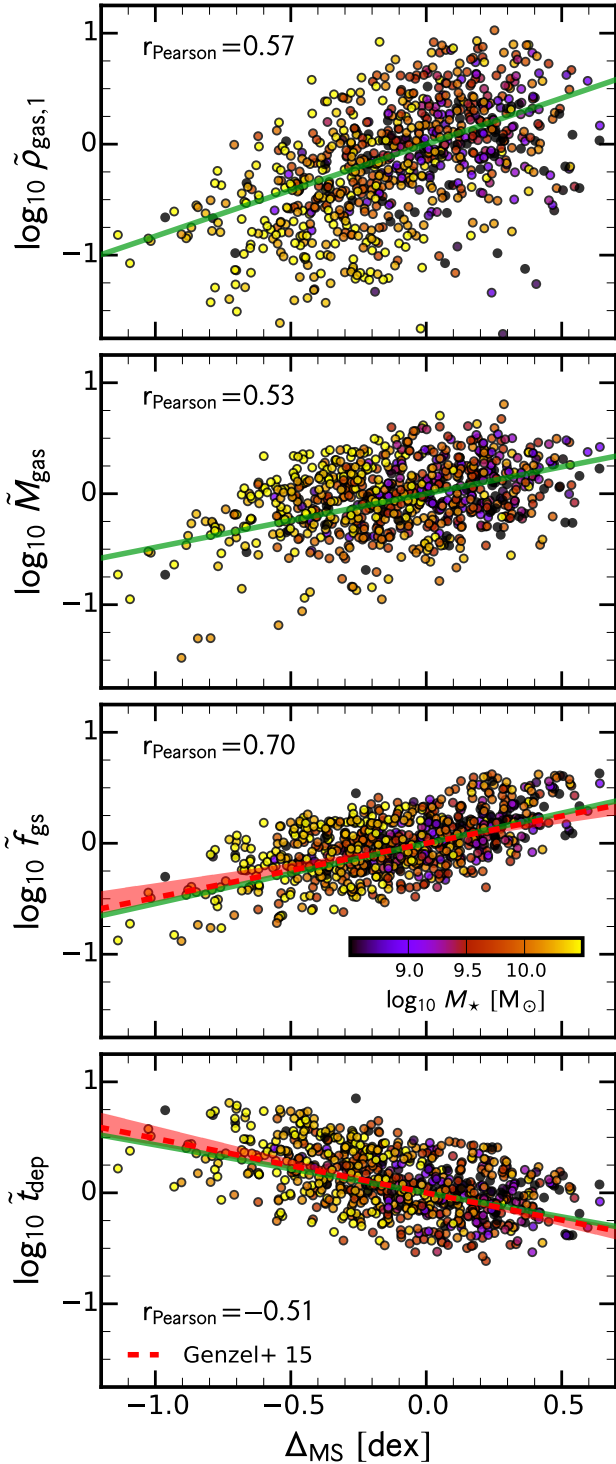 r_Pearson=0.57
log₁₀ ρ̃_gas,1
1
0
−1
r_Pearson=0.53
log₁₀ M̃_gas
1
0
−1
r_Pearson=0.70
log₁₀ f̃_gs
1
0
−1
9.0 9.5 10.0
log₁₀ M⋆ [M⊙]
log₁₀ t̃_dep
1
0
−1
r_Pearson=−0.51
Genzel+ 15
−1.0 −0.5 0.0 0.5
Δ_MS [dex]